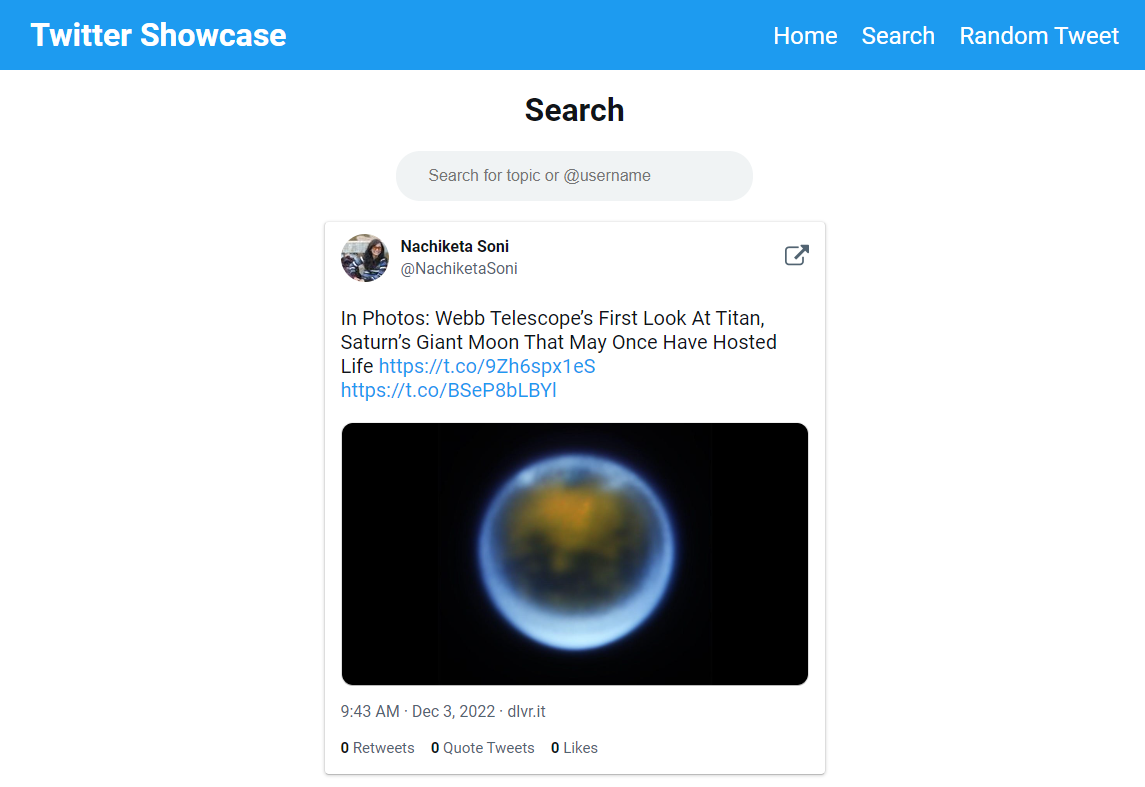 Twitter Showcase
Home Search Random Tweet
Search
Search for topic or @username
Nachiketa Soni
@NachiketaSoni
In Photos: Webb Telescope’s First Look At Titan,
Saturn’s Giant Moon That May Once Have Hosted
Life https://t.co/9Zh6spx1eS
https://t.co/BSeP8bLBYl
9:43 AM · Dec 3, 2022 · dlvr.it
0 Retweets 0 Quote Tweets 0 Likes